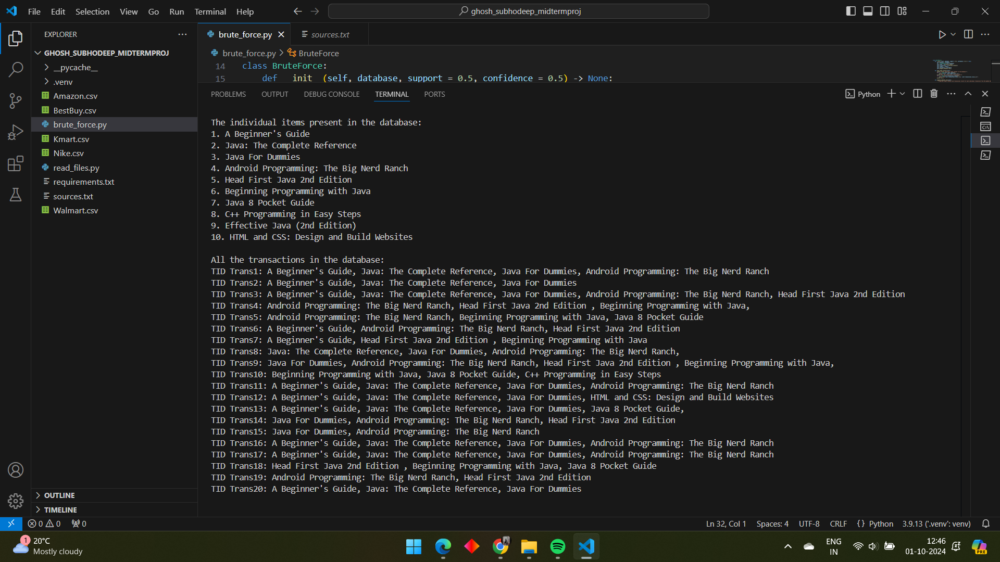 File Edit Selection View Go Run Terminal Help
ghosh_subhodeep_midtermproj
EXPLORER
GHOSH_SUBHODEEP_MIDTERMPROJ
__pycache__
.venv
Amazon.csv
BestBuy.csv
brute_force.py
Kmart.csv
Nike.csv
read_files.py
requirements.txt
sources.txt
Walmart.csv
OUTLINE
TIMELINE
brute_force.py sources.txt
brute_force.py > BruteForce
14 class BruteForce:
15 def init (self, database, support = 0.5, confidence = 0.5) -> None:
PROBLEMS OUTPUT DEBUG CONSOLE TERMINAL PORTS
Python
The individual items present in the database:
1. A Beginner's Guide
2. Java: The Complete Reference
3. Java For Dummies
4. Android Programming: The Big Nerd Ranch
5. Head First Java 2nd Edition
6. Beginning Programming with Java
7. Java 8 Pocket Guide
8. C++ Programming in Easy Steps
9. Effective Java (2nd Edition)
10. HTML and CSS: Design and Build Websites
All the transactions in the database:
TID Trans1: A Beginner's Guide, Java: The Complete Reference, Java For Dummies, Android Programming: The Big Nerd Ranch
TID Trans2: A Beginner's Guide, Java: The Complete Reference, Java For Dummies
TID Trans3: A Beginner's Guide, Java: The Complete Reference, Java For Dummies, Android Programming: The Big Nerd Ranch, Head First Java 2nd Edition
TID Trans4: Android Programming: The Big Nerd Ranch, Head First Java 2nd Edition , Beginning Programming with Java,
TID Trans5: Android Programming: The Big Nerd Ranch, Beginning Programming with Java, Java 8 Pocket Guide
TID Trans6: A Beginner's Guide, Android Programming: The Big Nerd Ranch, Head First Java 2nd Edition
TID Trans7: A Beginner's Guide, Head First Java 2nd Edition , Beginning Programming with Java
TID Trans8: Java: The Complete Reference, Java For Dummies, Android Programming: The Big Nerd Ranch,
TID Trans9: Java For Dummies, Android Programming: The Big Nerd Ranch, Head First Java 2nd Edition , Beginning Programming with Java,
TID Trans10: Beginning Programming with Java, Java 8 Pocket Guide, C++ Programming in Easy Steps
TID Trans11: A Beginner's Guide, Java: The Complete Reference, Java For Dummies, Android Programming: The Big Nerd Ranch
TID Trans12: A Beginner's Guide, Java: The Complete Reference, Java For Dummies, HTML and CSS: Design and Build Websites
TID Trans13: A Beginner's Guide, Java: The Complete Reference, Java For Dummies, Java 8 Pocket Guide,
TID Trans14: Java For Dummies, Android Programming: The Big Nerd Ranch, Head First Java 2nd Edition
TID Trans15: Java For Dummies, Android Programming: The Big Nerd Ranch
TID Trans16: A Beginner's Guide, Java: The Complete Reference, Java For Dummies, Android Programming: The Big Nerd Ranch
TID Trans17: A Beginner's Guide, Java: The Complete Reference, Java For Dummies, Android Programming: The Big Nerd Ranch
TID Trans18: Head First Java 2nd Edition , Beginning Programming with Java, Java 8 Pocket Guide
TID Trans19: Android Programming: The Big Nerd Ranch, Head First Java 2nd Edition
TID Trans20: A Beginner's Guide, Java: The Complete Reference, Java For Dummies
0 0 0
Ln 32, Col 1 Spaces: 4 UTF-8 CRLF {} Python 3.9.13 ('.venv': venv)
1 20°C
Mostly cloudy
ENG
IN
12:46
01-10-2024
PRE